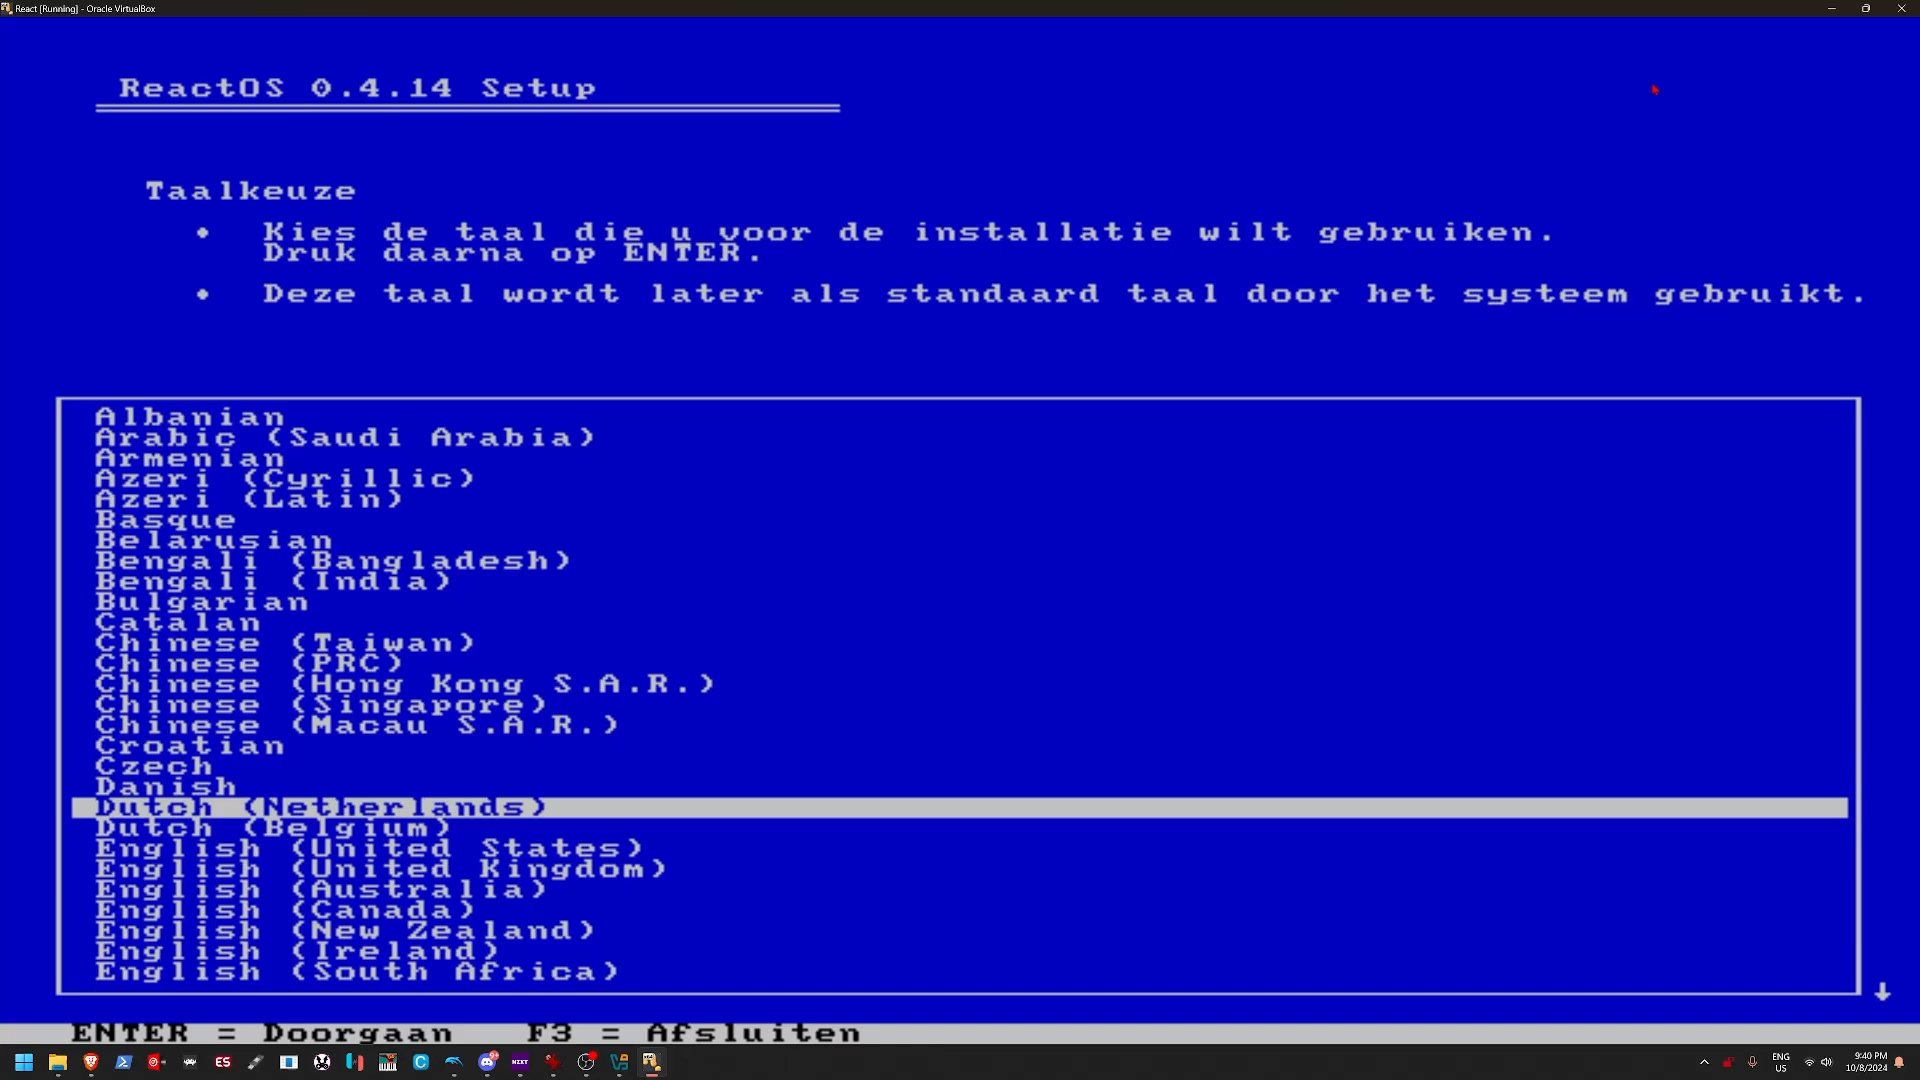 React [Running] - Oracle VirtualBox
ReactOS 0.4.14 Setup
Taalkeuze
• Kies de taal die u voor de installatie wilt gebruiken.
Druk daarna op ENTER.
• Deze taal wordt later als standaard taal door het systeem gebruikt.
Albanian
Arabic (Saudi Arabia)
Armenian
Azeri (Cyrillic)
Azeri (Latin)
Basque
Belarusian
Bengali (Bangladesh)
Bengali (India)
Bulgarian
Catalan
Chinese (Taiwan)
Chinese (PRC)
Chinese (Hong Kong S.A.R.)
Chinese (Singapore)
Chinese (Macau S.A.R.)
Croatian
Czech
Danish
Dutch (Netherlands)
Dutch (Belgium)
English (United States)
English (United Kingdom)
English (Australia)
English (Canada)
English (New Zealand)
English (Ireland)
English (South Africa)
ENTER = Doorgaan F3 = Afsluiten
ES
NZXT
ENG
US
9:40 PM
10/8/2024